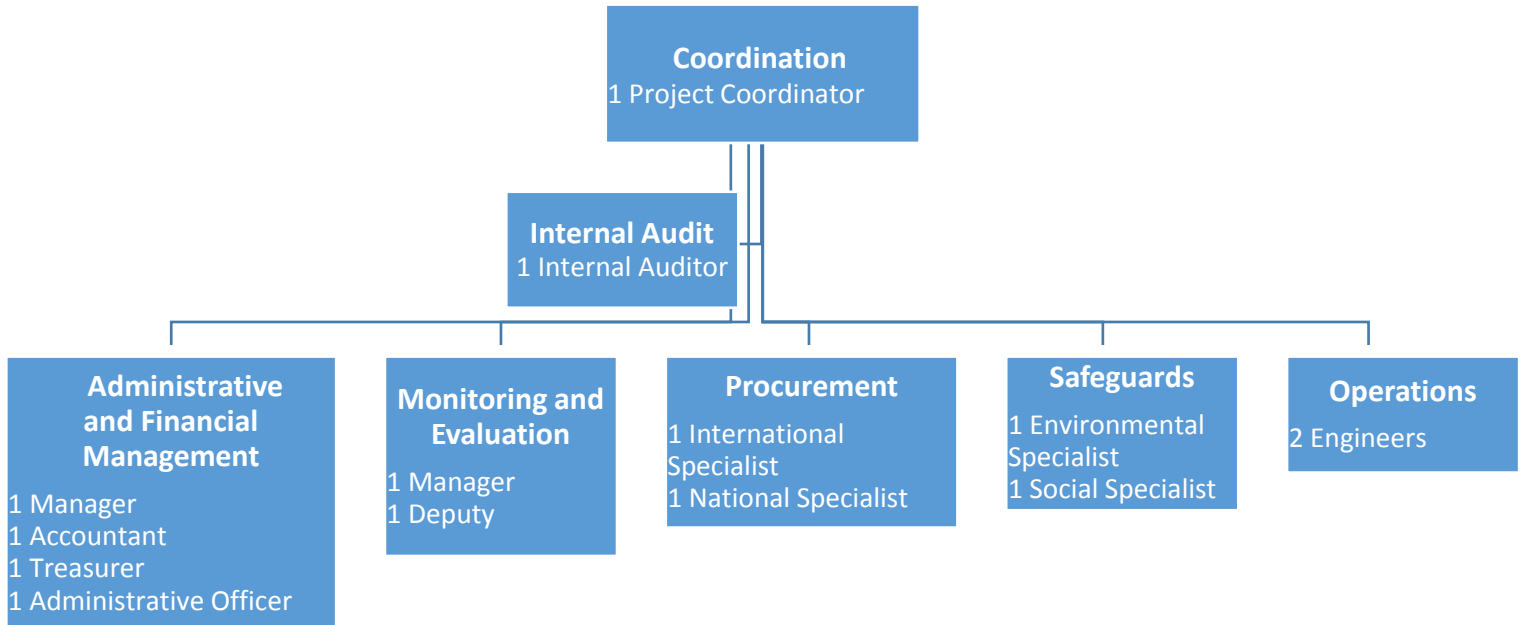 Coordination
1 Project Coordinator
Internal Audit
1 Internal Auditor
Administrative
and Financial
Management
1 Manager
1 Accountant
1 Treasurer
1 Administrative Officer
Monitoring and
Evaluation
1 Manager
1 Deputy
Procurement
1 International
Specialist
1 National Specialist
Safeguards
1 Environmental
Specialist
1 Social Specialist
Operations
2 Engineers